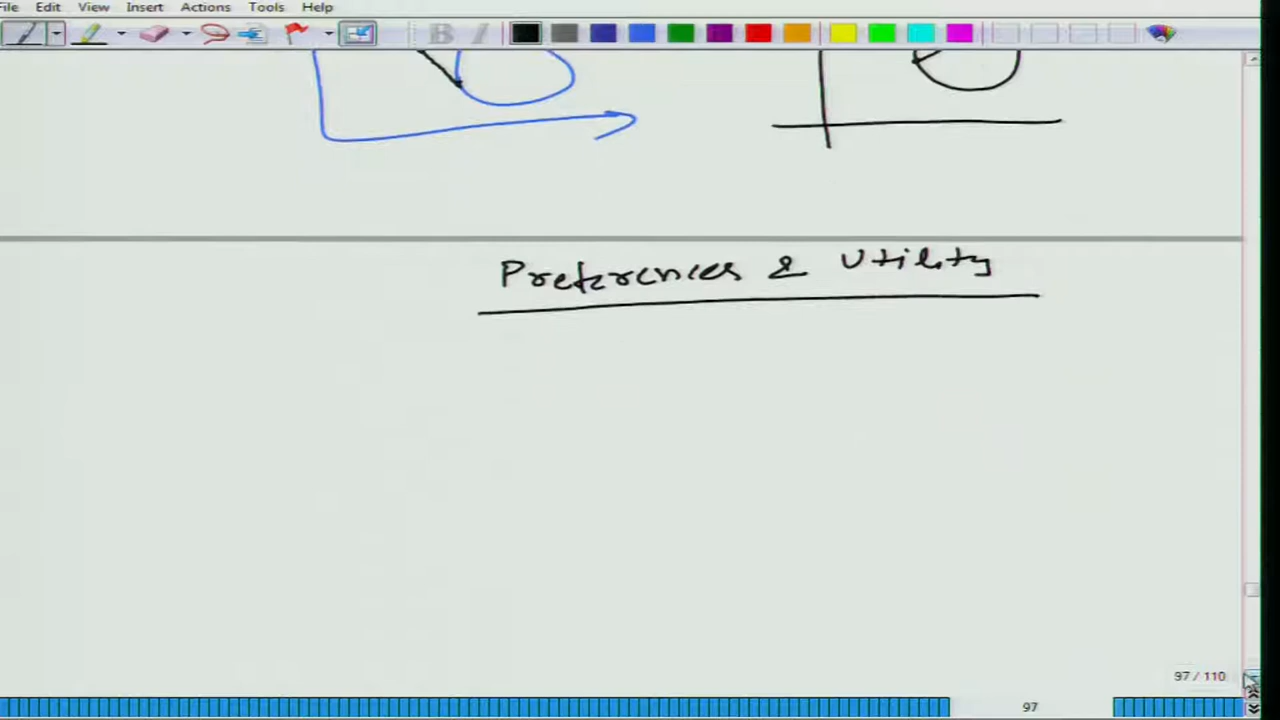 File Edit View Insert Actions Tools Help
B I
Preferences & Utility
97 / 110
97